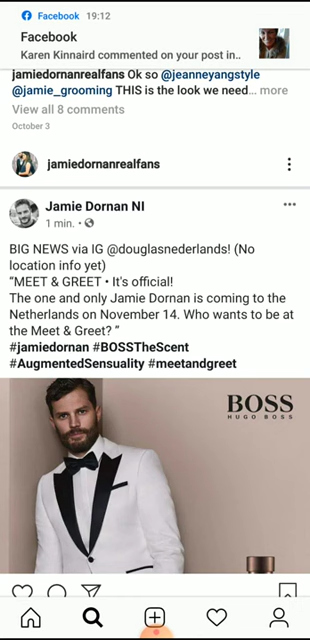 Facebook 19:12
Facebook
Karen Kinnaird commented on your post in..
jamiedornanrealfans Ok so @jeanneyangstyle
@jamie_grooming THIS is the look we need... more
View all 8 comments
October 3
jamiedornanrealfans
Jamie Dornan NI
1 min. •
BIG NEWS via IG @douglasnederlands! (No
location info yet)
"MEET & GREET • It's official!
The one and only Jamie Dornan is coming to the
Netherlands on November 14. Who wants to be at
the Meet & Greet? ”
#jamiedornan #BOSSTheScent
#AugmentedSensuality #meetandgreet
BOSS
HUGO BOSS